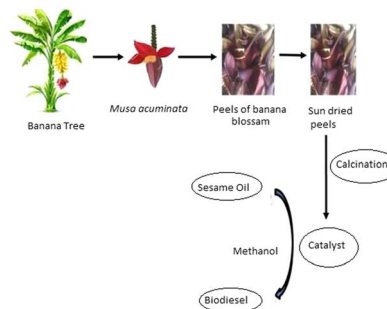 Banana Tree
Musa acuminata
Peels of banana
blossam
Sun dried
peels
Calcination
Sesame Oil
Methanol
Catalyst
Biodiesel